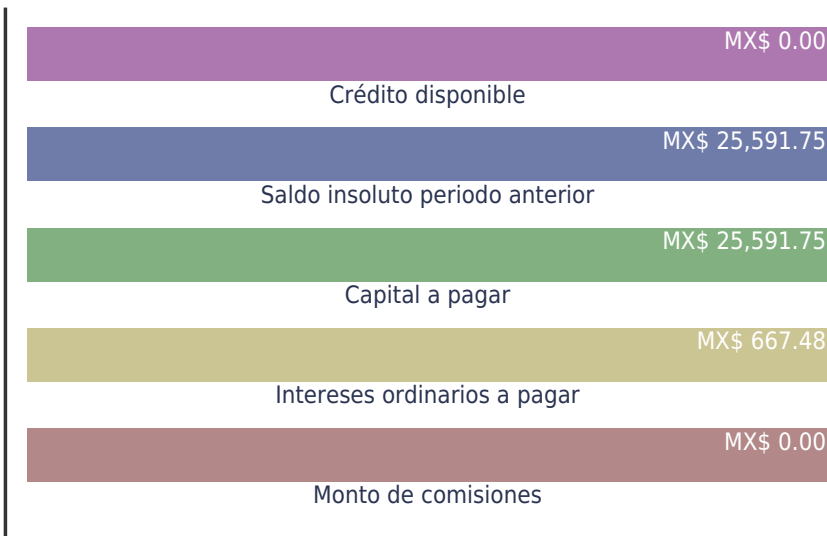 MX$ 0.00
Crédito disponible
MX$ 25,591.75
Saldo insoluto periodo anterior
MX$ 25,591.75
Capital a pagar
MX$ 667.48
Intereses ordinarios a pagar
MX$ 0.00
Monto de comisiones